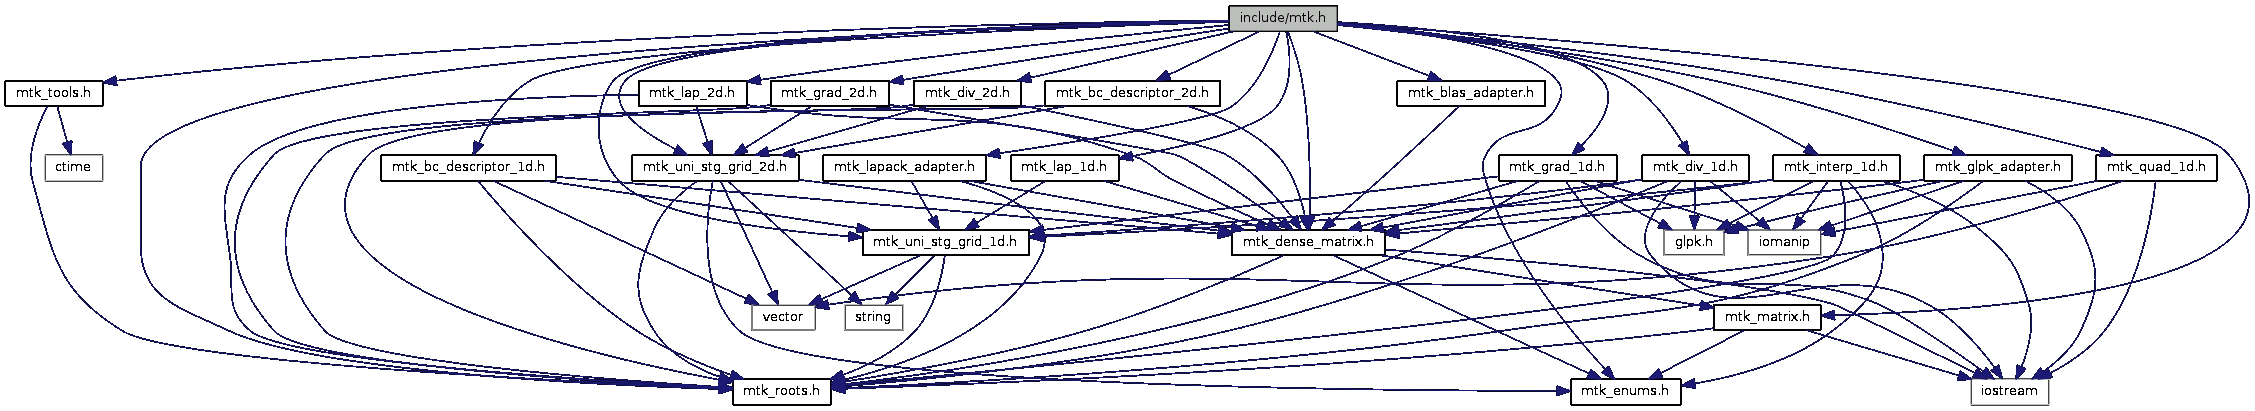 include/mtk.h
mtk_tools.h
mtk_lap_2d.h
mtk_grad_2d.h
mtk_div_2d.h
mtk_bc_descriptor_2d.h
mtk_blas_adapter.h
ctime
mtk_bc_descriptor_1d.h
mtk_uni_stg_grid_2d.h
mtk_lapack_adapter.h
mtk_lap_1d.h
mtk_grad_1d.h
mtk_div_1d.h
mtk_interp_1d.h
mtk_glpk_adapter.h
mtk_quad_1d.h
mtk_uni_stg_grid_1d.h
mtk_dense_matrix.h
glpk.h
iomanip
vector
string
mtk_matrix.h
mtk_roots.h
mtk_enums.h
iostream